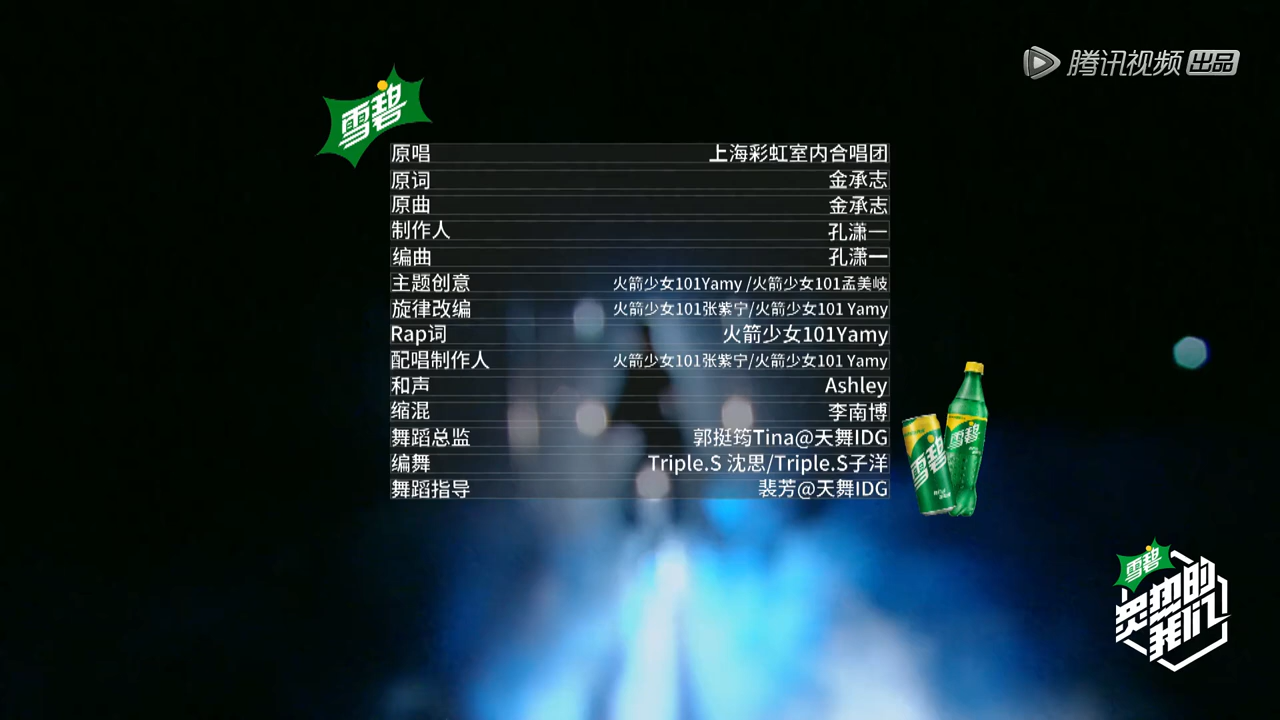 腾讯视频 出品
雪碧
原唱 上海彩虹室内合唱团
原词 金承志
原曲 金承志
制作人 孔潇一
编曲 孔潇一
主题创意 火箭少女101Yamy /火箭少女101孟美岐
旋律改编 火箭少女101张紫宁/火箭少女101 Yamy
Rap词 火箭少女101Yamy
配唱制作人 火箭少女101张紫宁/火箭少女101 Yamy
和声 Ashley
缩混 李南博
舞蹈总监 郭挺筠Tina@天舞IDG
编舞 Triple.S 沈思/Triple.S子洋
舞蹈指导 裴芳@天舞IDG
雪碧
雪碧
雪碧
炙热的
我们